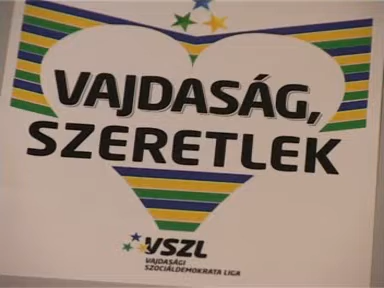 VAJDASÁG,
SZERETLEK
VSZL
VAJDASÁGI
SZOCIÁLDEMOKRATA LIGA